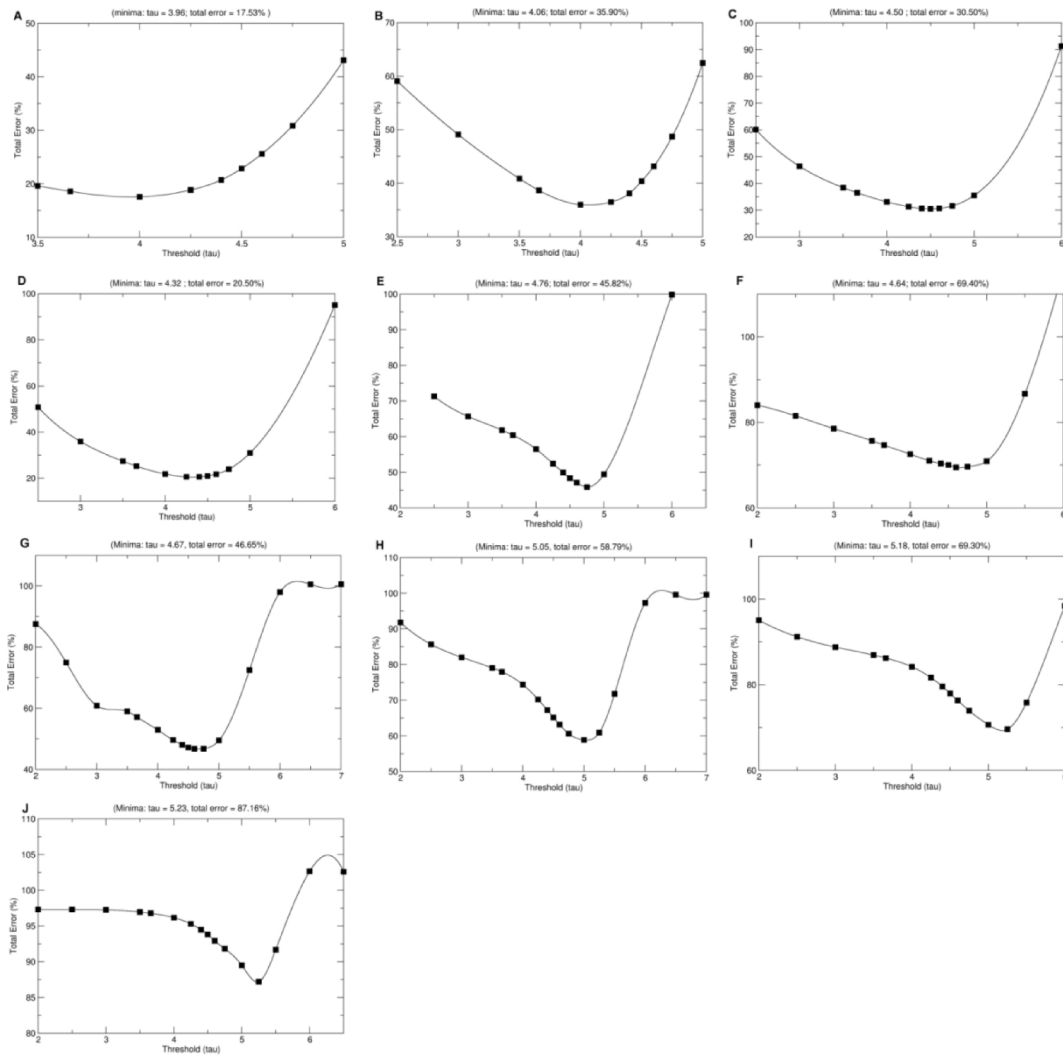 A (minima: tau = 3.96; total error = 17.53% )
50
40
30
20
10
Total Error (%)
3.5 4 4.5 5
Threshold (tau)
B (Minima: tau = 4.06; total error = 35.90%)
70
60
50
40
30
Total Error (%)
2.5 3 3.5 4 4.5 5
Threshold (tau)
C (Minima: tau = 4.50 ; total error = 30.50%)
100
90
80
70
60
50
40
30
20
Total Error (%)
3 4 5 6
Threshold (tau)
D (Minima: tau = 4.32 ; total error = 20.50%)
100
80
60
40
20
Total Error (%)
3 4 5 6
Threshold (tau)
E (Minima: tau = 4.76; total error = 45.82%)
100
90
80
70
60
50
40
Total Error (%)
2 3 4 5 6
Threshold (tau)
F (Minima: tau = 4.64; total error = 69.40%)
100
80
60
Total Error (%)
2 3 4 5
Threshold (tau)
G (Minima: tau = 4.67, total error = 46.65%)
100
80
60
40
Total Error (%)
2 3 4 5 6 7
Threshold (tau)
H (Minima: tau = 5.05, total error = 58.79%)
110
100
90
80
70
60
50
Total Error (%)
2 3 4 5 6 7
Threshold (tau)
I (Minima: tau = 5.18, total error = 69.30%)
100
80
60
Total Error (%)
2 3 4 5 6
Threshold (tau)
J (Minima: tau = 5.23, total error = 87.16%)
110
105
100
95
90
85
80
Total Error (%)
2 3 4 5 6
Threshold (tau)